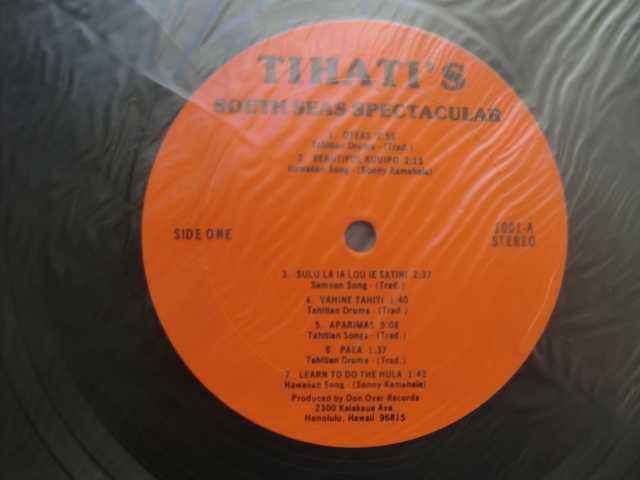 TIHATI'S
SOUTH SEAS SPECTACULAR
1. OTEAS 2:55
Tahitian Drums - (Trad.)
2. BEAUTIFUL KUUIPO 2:15
Hawaiian Song - (Sonny Kamahele)
SIDE ONE
1001-A
STEREO
3. SULU LA IA LOU IE SATINI 2:37
Samoan Song - (Trad.)
4. VAHINE TAHITI 1:40
Tahitian Drums - (Trad.)
5. APARIMAS 5:08
Tahitian Songs - (Trad.)
6. PAEA 1:37
Tahitian Drums - (Trad.)
7. LEARN TO DO THE HULA 1:42
Hawaiian Song - (Sonny Kamahele)
Produced by Don Over Records
2300 Kalakaua Ave.
Honolulu, Hawaii 96815